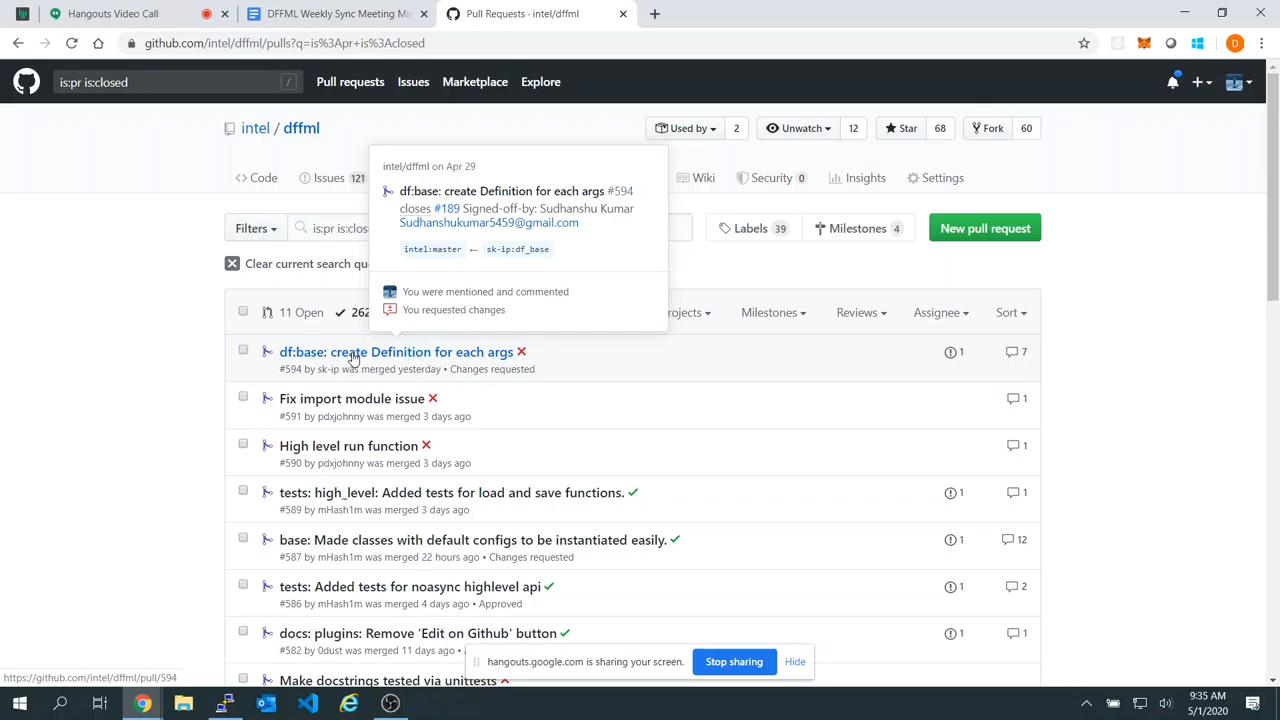 Hangouts Video Call
DFFML Weekly Sync Meeting Min
Pull Requests · intel/dffml
github.com/intel/dffml/pulls?q=is%3Apr+is%3Aclosed
D
is:pr is:closed
/
Pull requests
Issues
Marketplace
Explore
intel / dffml
Used by
2
Unwatch
12
Star
68
Fork
60
Code
Issues 121
Wiki
Security 0
Insights
Settings
intel/dffml on Apr 29
df:base: create Definition for each args #594
closes #189 Signed-off-by: Sudhanshu Kumar
Sudhanshukumar5459@gmail.com
intel:master ← sk-ip:df_base
You were mentioned and commented
You requested changes
Filters
is:pr is:close
Labels 39
Milestones 4
New pull request
Clear current search qu
11 Open
262
rojects
Milestones
Reviews
Assignee
Sort
df:base: create Definition for each args
1
7
#594 by sk-ip was merged yesterday • Changes requested
Fix import module issue
1
#591 by pdxjohnny was merged 3 days ago
High level run function
1
#590 by pdxjohnny was merged 3 days ago
tests: high_level: Added tests for load and save functions.
1
1
#589 by mHash1m was merged 3 days ago
base: Made classes with default configs to be instantiated easily.
1
12
#587 by mHash1m was merged 22 hours ago • Changes requested
tests: Added tests for noasync highlevel api
1
2
#586 by mHash1m was merged 4 days ago • Approved
docs: plugins: Remove 'Edit on Github' button
1
1
#582 by 0dust was merged 11 days ago •
hangouts.google.com is sharing your screen.
Stop sharing
Hide
Make docstrings tested via unittests
https://github.com/intel/dffml/pull/594
9:35 AM
5/1/2020